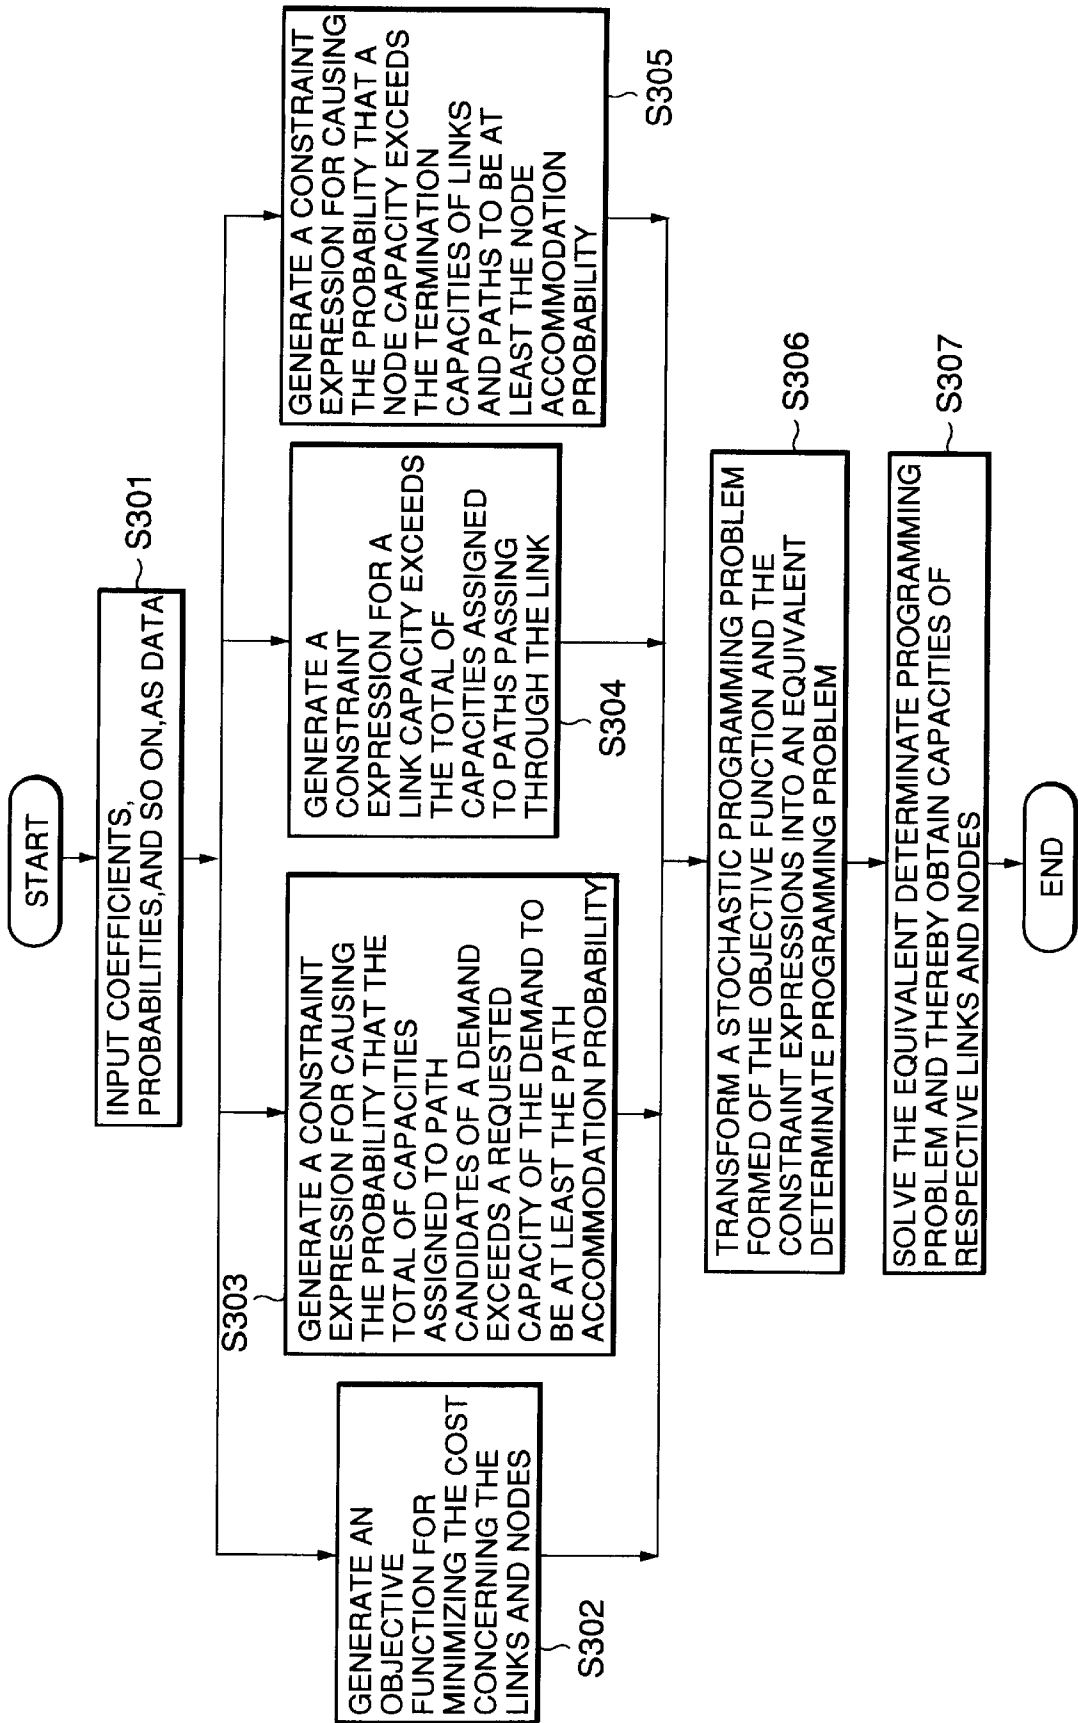 START
INPUT COEFFICIENTS,
PROBABILITIES,AND SO ON,AS DATA
S301
GENERATE AN
OBJECTIVE
FUNCTION FOR
MINIMIZING THE COST
CONCERNING THE
LINKS AND NODES
S302
S303
GENERATE A CONSTRAINT
EXPRESSION FOR CAUSING
THE PROBABILITY THAT THE
TOTAL OF CAPACITIES
ASSIGNED TO PATH
CANDIDATES OF A DEMAND
EXCEEDS A REQUESTED
CAPACITY OF THE DEMAND TO
BE AT LEAST THE PATH
ACCOMMODATION PROBABILITY
GENERATE A
CONSTRAINT
EXPRESSION FOR A
LINK CAPACITY EXCEEDS
THE TOTAL OF
CAPACITIES ASSIGNED
TO PATHS PASSING
THROUGH THE LINK
S304
GENERATE A CONSTRAINT
EXPRESSION FOR CAUSING
THE PROBABILITY THAT A
NODE CAPACITY EXCEEDS
THE TERMINATION
CAPACITIES OF LINKS
AND PATHS TO BE AT
LEAST THE NODE
ACCOMMODATION
PROBABILITY
S305
TRANSFORM A STOCHASTIC PROGRAMMING PROBLEM
FORMED OF THE OBJECTIVE FUNCTION AND THE
CONSTRAINT EXPRESSIONS INTO AN EQUIVALENT
DETERMINATE PROGRAMMING PROBLEM
S306
SOLVE THE EQUIVALENT DETERMINATE PROGRAMMING
PROBLEM AND THEREBY OBTAIN CAPACITIES OF
RESPECTIVE LINKS AND NODES
S307
END